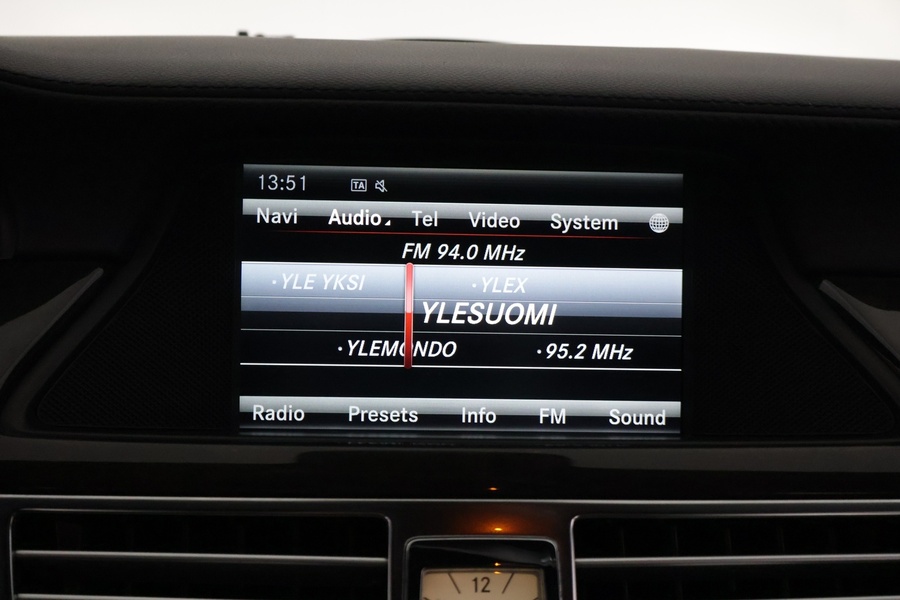 13:51 TA
Navi Audio Tel Video System
FM 94.0 MHz
·YLE YKSI ·YLEX
YLESUOMI
·YLEMONDO ·95.2 MHz
Radio Presets Info FM Sound
12